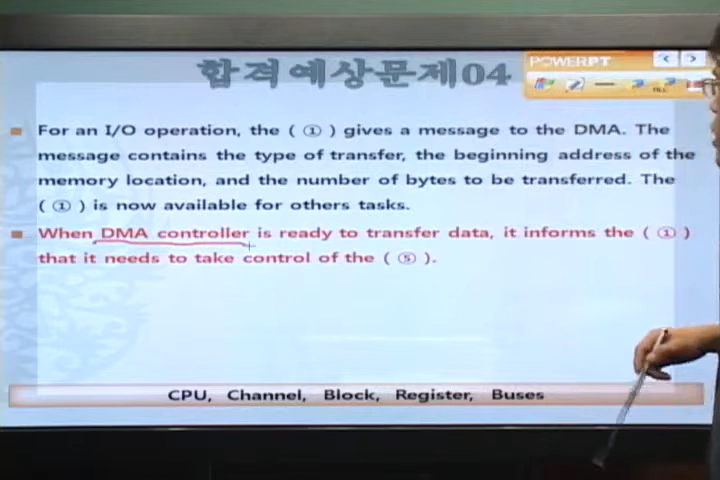 합격예상문제04
POWERPT
For an I/O operation, the ( ① ) gives a message to the DMA. The
message contains the type of transfer, the beginning address of the
memory location, and the number of bytes to be transferred. The
( ① ) is now available for others tasks.
When DMA controller is ready to transfer data, it informs the ( ① )
that it needs to take control of the ( ⑤ ).
CPU, Channel, Block, Register, Buses